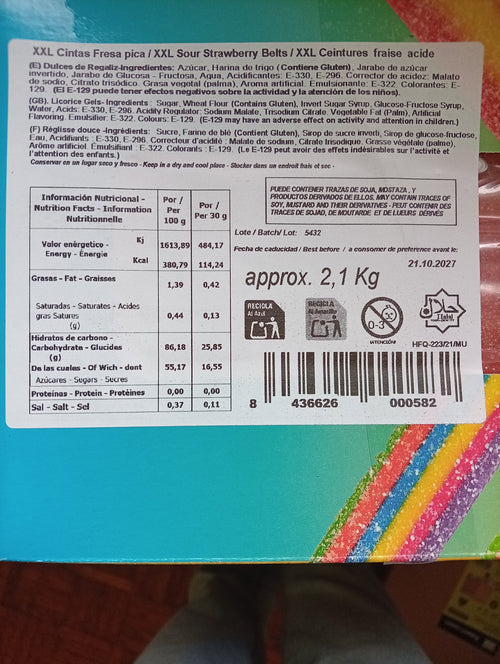 XXL Cintas Fresa pica / XXL Sour Strawberry Belts / XXL Ceintures fraise acide
(E) Dulces de Regaliz-Ingredientes: Azúcar, Harina de trigo (Contiene Gluten), Jarabe de azúcar
invertido, Jarabe de Glucosa - Fructosa, Agua, Acidificantes: E-330, E-296. Corrector de acidez: Malato
de sodio, Citrato trisódico. Grasa vegetal (palma), Aroma artificial. Emulsionante: E-322. Colorantes: E-
129. (El E-129 puede tener efectos negativos sobre la actividad y la atencion de los niños).
(GB). Licorice Gels- Ingredients : Sugar, Wheat Flour (Contains Gluten), Invert Sugar Syrup, Glucose-Fructose Syrup,
Water, Acids: E-330, E-296. Acidity Regulator: Sodium Malate, Trisodium Citrate. Vegetable Fat (Palm), Artificial
Flavoring. Emulsifier: E-322. Colours: E-129. (E-129 may have an adverse effect on activity and attention in children.)
(F) Réglisse douce -Ingredients: Sucre, Farine de blé (Contient Gluten), Sirop de sucre inverti, Sirop de glucose-fructose,
Eau, Acidifiants : E-330, E-296, Correcteur d'acidité : Malate de sodium, Citrate trisodique. Graisse végétale (palme),
Arôme artificiel. Émulsifiant : E-322. Colorants : E-129. (Le E-129 peut avoir des effets indésirables sur l'activité et
l'attention des enfants.)
Conservar en un lugar seco y fresco - Keep in a dry and cool place - Stocker dans un endroit frais et sec -
Información Nutricional -
Nutrition Facts - Information
Nutritionnelle
Por /
Per
100 g
Por /
Per 30 g
Valor enérgetico -
Energy - Énergie
Kj
1613,89
484,17
Kcal
380,79
114,24
Grasas - Fat - Graisses
1,39
0,42
Saturadas - Saturates - Acides
gras Satures
(g)
0,44
0,13
Hidratos de carbono -
Carbohydrate - Glucides
(g)
86,18
25,85
De las cuales - Of Wich - dont
Azúcares - Sugars - Sucres
55,17
16,55
Proteínas - Protein - Protéines
0,00
0,00
Sal - Salt - Sel
0,37
0,11
PUEDE CONTENER TRAZAS DE SOJA, MOSTAZA , Y
PRODUCTOS DERIVADOS DE ELLOS. MAY CONTAIN TRACES OF
SOY, MUSTARD AND THEIR DERIVATES - PEUT CONTENIR DES
TRACES DE SOJAD, DE MOUTARDE ET DE LUEURS DÉRIVÉS
Lote / Batch/ Lot: 5432
Fecha de caducidad / Best before / a consomer de preference avant le:
21.10.2027
approx. 2,1 Kg
RECICLA
Al Azul
RECICLA
Al Amarillo
0-3
¡ATENCIÓN!
حلال
HFQ-223/21/MU
8 436626 000582